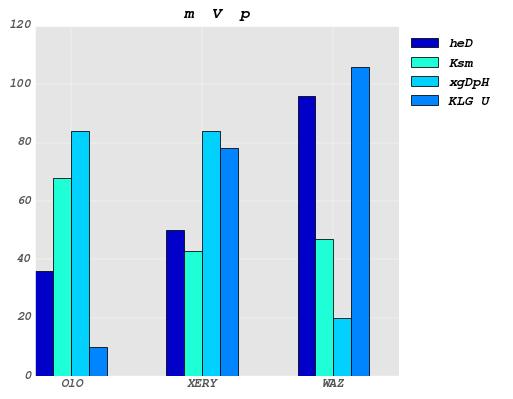 m V p
120
100
80
60
40
20
0
OlO XERY WAZ
heD
Ksm
xgDpH
KLG U